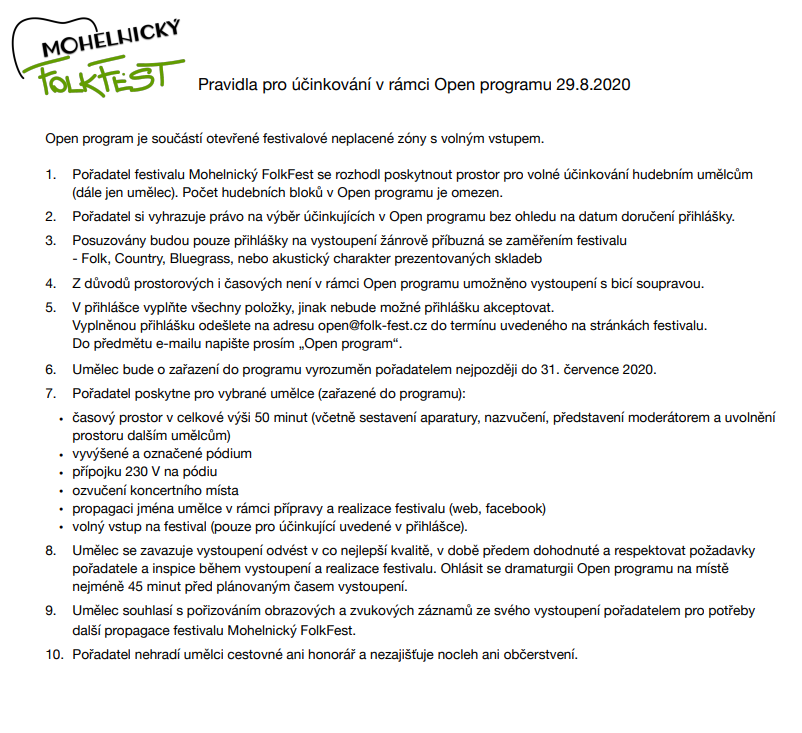 MOHELNICKÝ
FOLKFEST
Pravidla pro účinkování v rámci Open programu 29.8.2020
Open program je součástí otevřené festivalové neplacené zóny s volným vstupem.
1. Pořadatel festivalu Mohelnický FolkFest se rozhodl poskytnout prostor pro volné účinkování hudebním umělcům
(dále jen umělec). Počet hudebních bloků v Open programu je omezen.
2. Pořadatel si vyhrazuje právo na výběr účinkujících v Open programu bez ohledu na datum doručení přihlášky.
3. Posuzovány budou pouze přihlášky na vystoupení žánrově příbuzná se zaměřením festivalu
- Folk, Country, Bluegrass, nebo akustický charakter prezentovaných skladeb
4. Z důvodů prostorových i časových není v rámci Open programu umožněno vystoupení s bicí soupravou.
5. V přihlášce vyplňte všechny položky, jinak nebude možné přihlášku akceptovat.
Vyplněnou přihlášku odešlete na adresu open@folk-fest.cz do termínu uvedeného na stránkách festivalu.
Do předmětu e-mailu napište prosím „Open program“.
6. Umělec bude o zařazení do programu vyrozuměn pořadatelem nejpozději do 31. července 2020.
7. Pořadatel poskytne pro vybrané umělce (zařazené do programu):
• časový prostor v celkové výši 50 minut (včetně sestavení aparatury, nazvučení, představení moderátorem a uvolnění
prostoru dalším umělcům)
• vyvýšené a označené pódium
• přípojku 230 V na pódiu
• ozvučení koncertního místa
• propagaci jména umělce v rámci přípravy a realizace festivalu (web, facebook)
• volný vstup na festival (pouze pro účinkující uvedené v přihlášce).
8. Umělec se zavazuje vystoupení odvést v co nejlepší kvalitě, v době předem dohodnuté a respektovat požadavky
pořadatele a inspice během vystoupení a realizace festivalu. Ohlásit se dramaturgii Open programu na místě
nejméně 45 minut před plánovaným časem vystoupení.
9. Umělec souhlasí s pořizováním obrazových a zvukových záznamů ze svého vystoupení pořadatelem pro potřeby
další propagace festivalu Mohelnický FolkFest.
10. Pořadatel nehradí umělci cestovné ani honorář a nezajišťuje nocleh ani občerstvení.